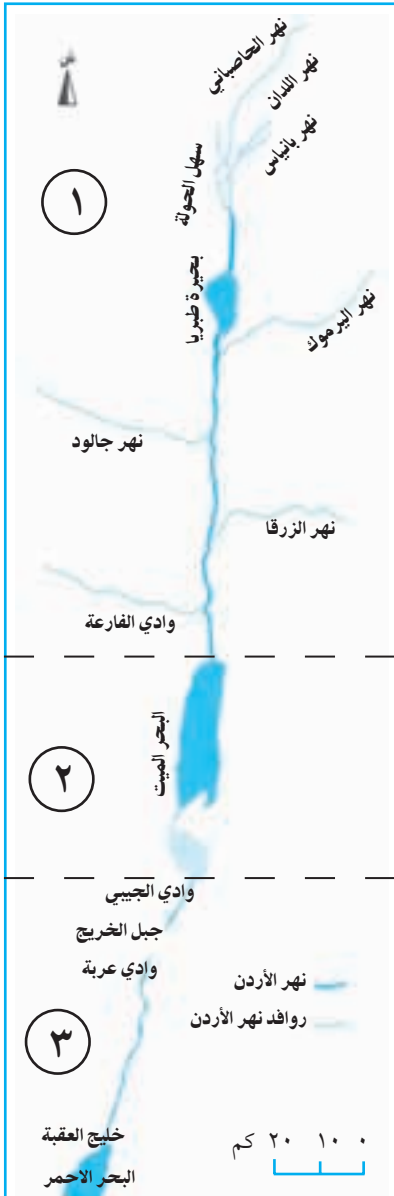 ش
نهر الحاصباني
نهر اللدان
نهر بانياس
سهل الحولة
١
بحيرة طبريا
نهر اليرموك
نهر جالود
نهر الزرقا
وادي الفارعة
البحر الميت
٢
وادي الجيبي
جبل الخريج
وادي عربة
نهر الأردن
روافد نهر الأردن
٣
خليج العقبة
البحر الاحمر
٠ ١٠ ٢٠ كم